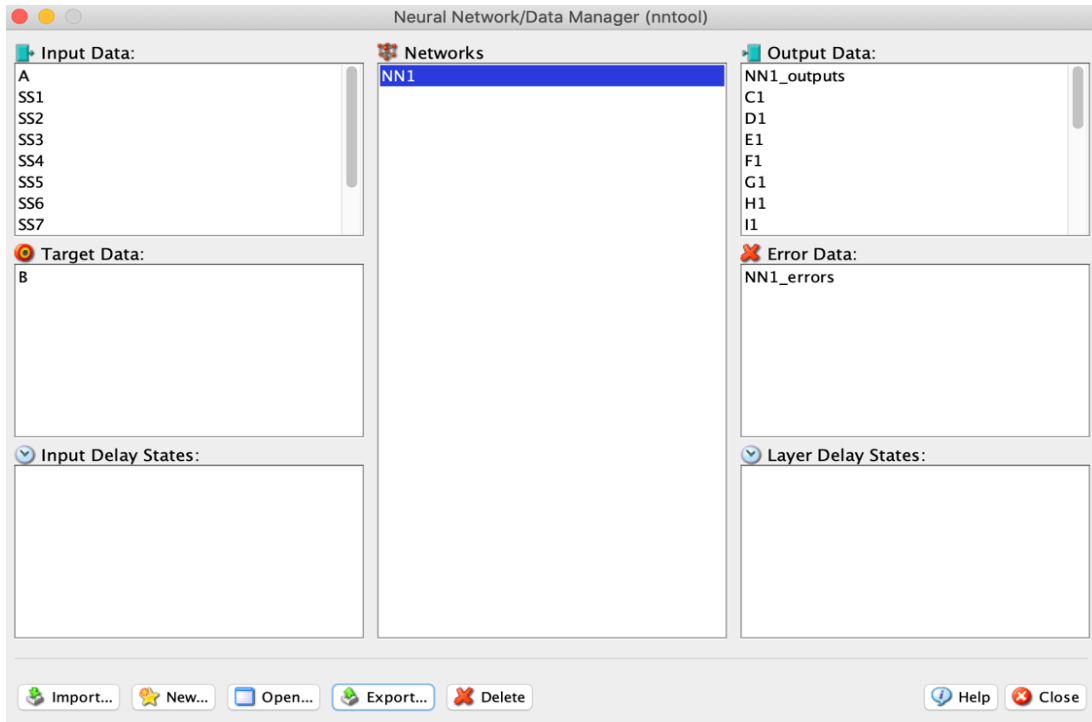 Neural Network/Data Manager (nntool)
Input Data:
A
SS1
SS2
SS3
SS4
SS5
SS6
SS7
Target Data:
B
Input Delay States:
Networks
NN1
Output Data:
NN1_outputs
C1
D1
E1
F1
G1
H1
I1
Error Data:
NN1_errors
Layer Delay States:
Import... New... Open... Export... Delete Help Close